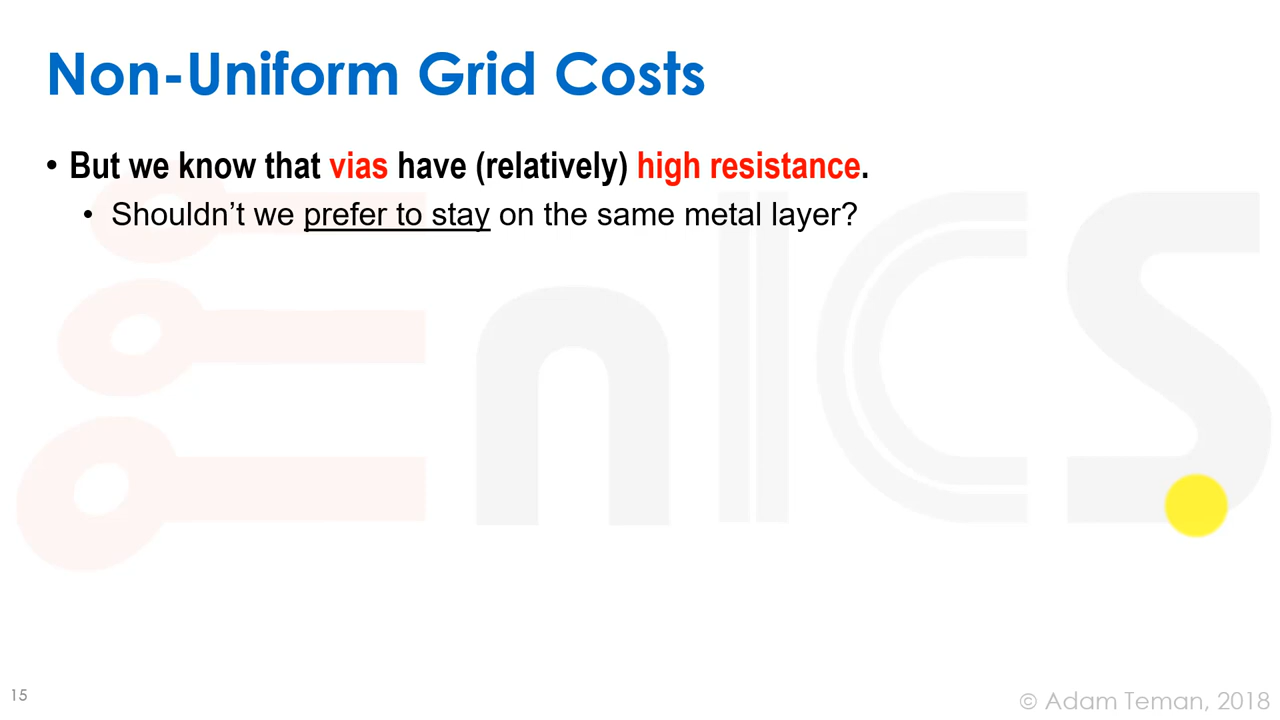 Non-Uniform Grid Costs
• But we know that vias have (relatively) high resistance.
• Shouldn’t we prefer to stay on the same metal layer?
EnICS
15
© Adam Teman, 2018